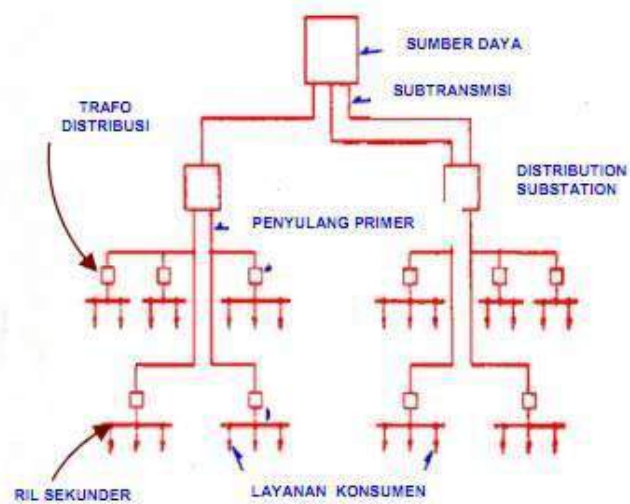 SUMBER DAYA
SUBTRANSMISI
TRAFO
DISTRIBUSI
DISTRIBUTION
SUBSTATION
PENYULANG PRIMER
RIL SEKUNDER
LAYANAN KONSUMEN